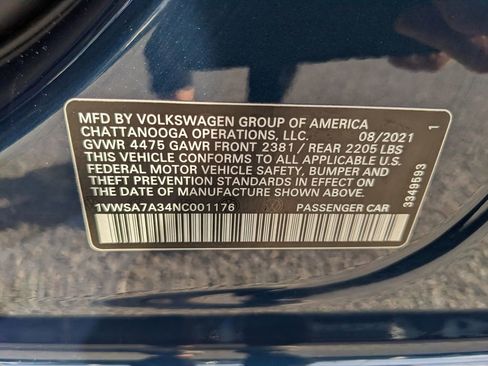 MFD BY VOLKSWAGEN GROUP OF AMERICA
CHATTANOOGA OPERATIONS, LLC. 08/2021
GVWR 4475 GAWR FRONT 2381 / REAR 2205 LBS
THIS VEHICLE CONFORMS TO ALL APPLICABLE U.S.
FEDERAL MOTOR VEHICLE SAFETY, BUMPER AND
THEFT PREVENTION STANDARDS IN EFFECT ON THE
DATE OF MANUFACTURE SHOWN ABOVE.
1VWSA7A34NC001176 PASSENGER CAR
3349593 1